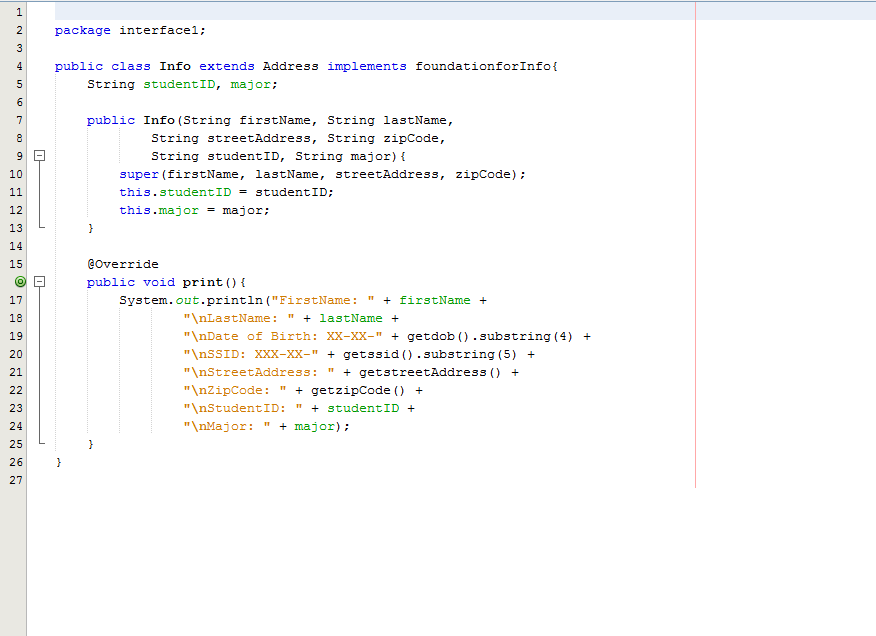 1
2 package interface1;
3
4 public class Info extends Address implements foundationforInfo{
5     String studentID, major;
6
7     public Info(String firstName, String lastName,
8             String streetAddress, String zipCode,
9             String studentID, String major){
10         super(firstName, lastName, streetAddress, zipCode);
11         this.studentID = studentID;
12         this.major = major;
13     }
14
15     @Override
    public void print(){
17         System.out.println("FirstName: " + firstName +
18                 "\nLastName: " + lastName +
19                 "\nDate of Birth: XX-XX-" + getdob().substring(4) +
20                 "\nSSID: XXX-XX-" + getssid().substring(5) +
21                 "\nStreetAddress: " + getstreetAddress() +
22                 "\nZipCode: " + getzipCode() +
23                 "\nStudentID: " + studentID +
24                 "\nMajor: " + major);
25     }
26 }
27